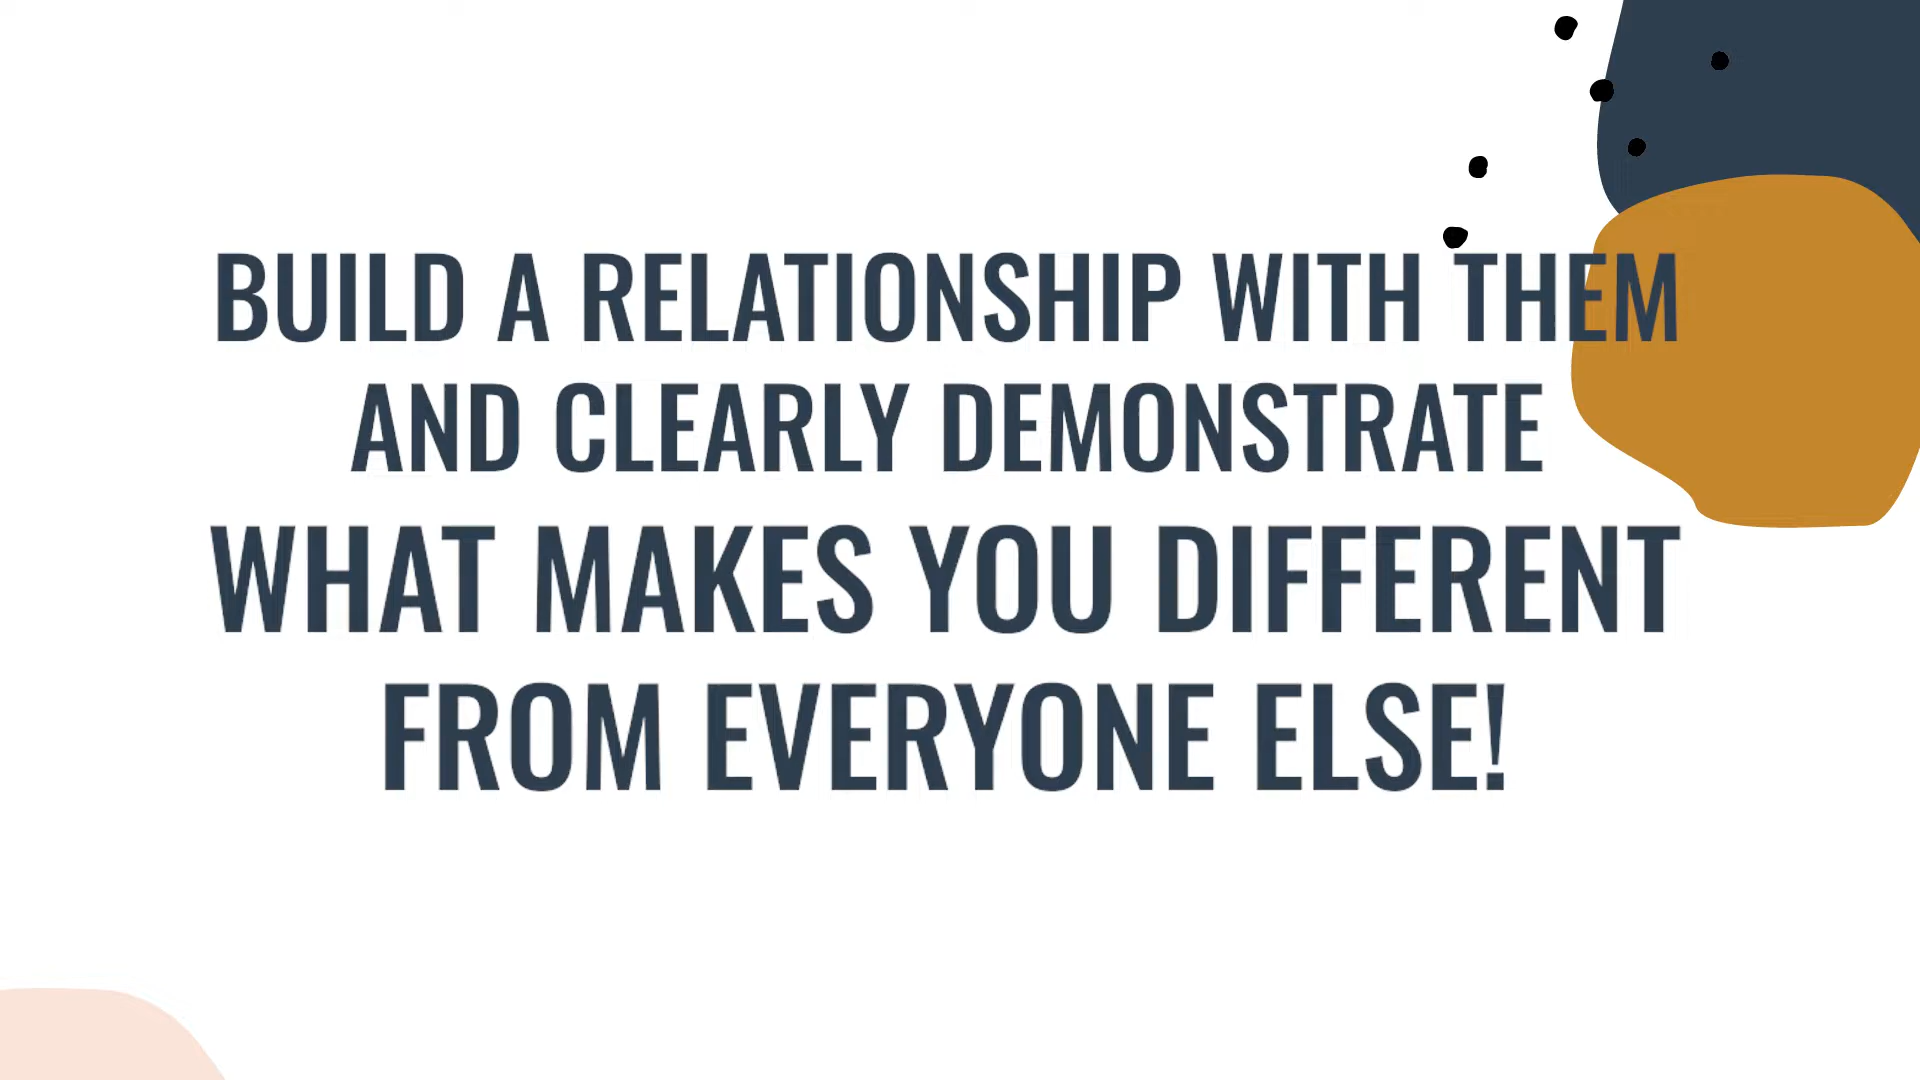 BUILD A RELATIONSHIP WITH THEM
AND CLEARLY DEMONSTRATE
WHAT MAKES YOU DIFFERENT
FROM EVERYONE ELSE!